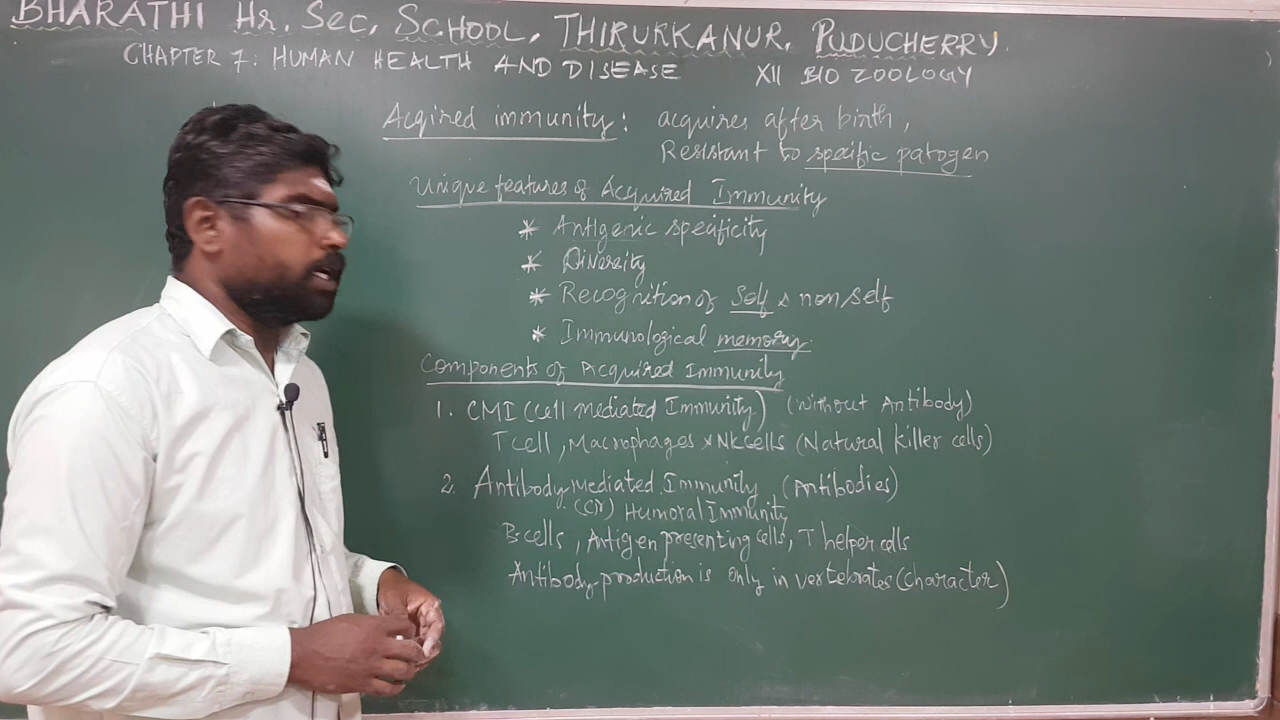 BHARATHI Hr. Sec, SCHOOL, THIRUKKANUR, PUDUCHERRY.
CHAPTER 7: HUMAN HEALTH AND DISEASE XII BIO ZOOLOGY
Acqired immunity: acquires after birth,
Resistant to specific patogen
Unique features of Acquired Immunity
* Antigenic specificity
* Diversity
* Recognition of Self & non self
* Immunological memory.
Components of Acquired Immunity
1. CMI (Cell mediated Immunity) (Without Antibody)
T cell, Macrophages & NK cells (Natural killer cells)
2. Antibody mediated Immunity (Antibodies)
(or) Humoral Immunity
B-cells, Antigen presenting cells, T helper cells
Antibody-production is only in vertebrates (character)